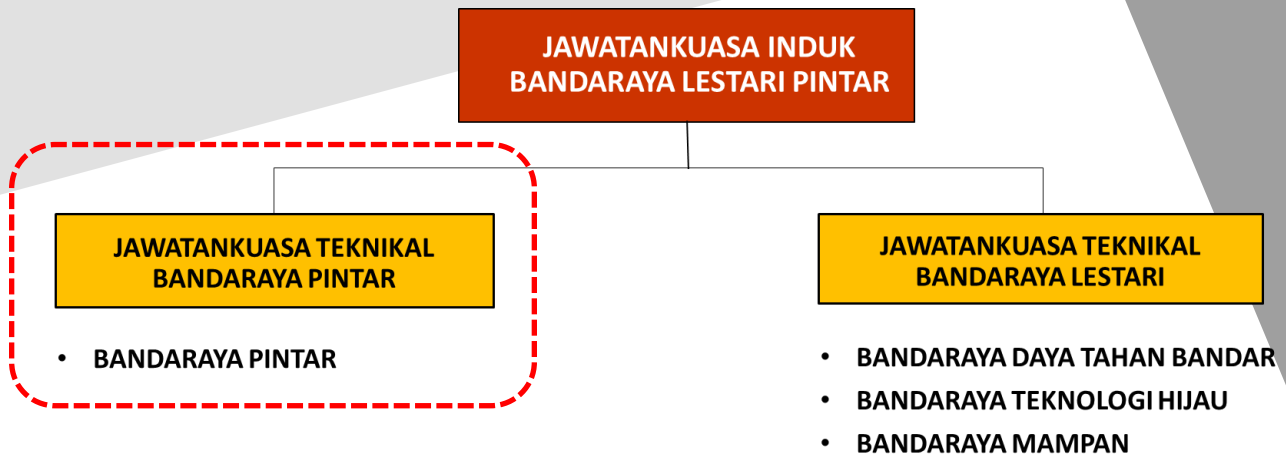 JAWATANKUASA INDUK
BANDARAYA LESTARI PINTAR
JAWATANKUASA TEKNIKAL
BANDARAYA PINTAR
• BANDARAYA PINTAR
JAWATANKUASA TEKNIKAL
BANDARAYA LESTARI
• BANDARAYA DAYA TAHAN BANDAR
• BANDARAYA TEKNOLOGI HIJAU
• BANDARAYA MAMPAN